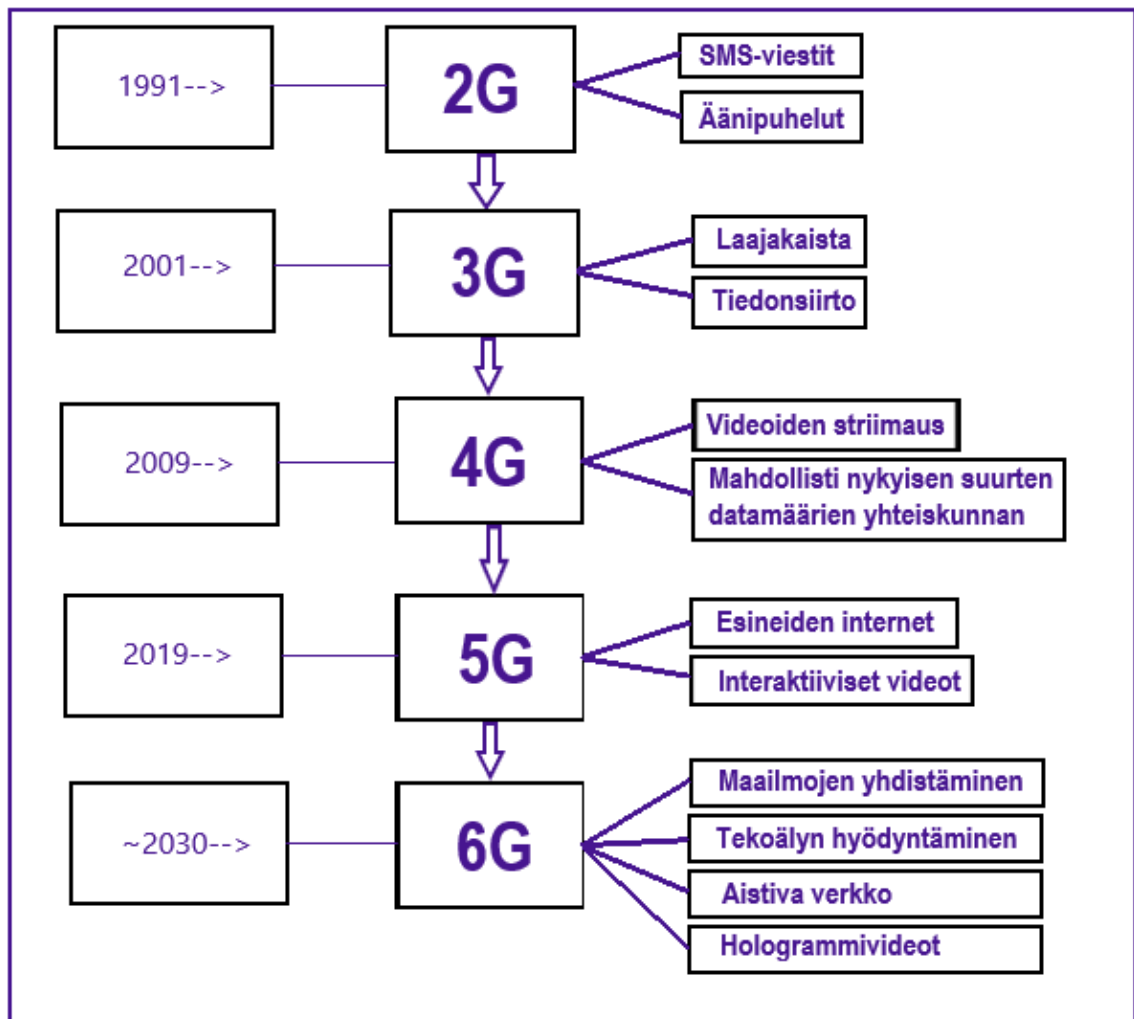 1991-->
2G
SMS-viestit
Äänipuhelut
2001-->
3G
Laajakaista
Tiedonsiirto
2009-->
4G
Videoiden striimaus
Mahdollisti nykyisen suurten
datamäärien yhteiskunnan
2019-->
5G
Esineiden internet
Interaktiiviset videot
~2030-->
6G
Maailmojen yhdistäminen
Tekoälyn hyödyntäminen
Aistiva verkko
Hologrammivideot